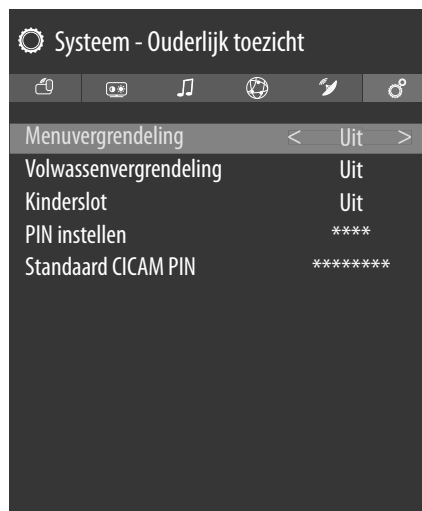 Systeem - Ouderlijk toezicht
Menuvergrendeling < Uit >
Volwassenvergrendeling Uit
Kinderslot Uit
PIN instellen ****
Standaard CICAM PIN ********